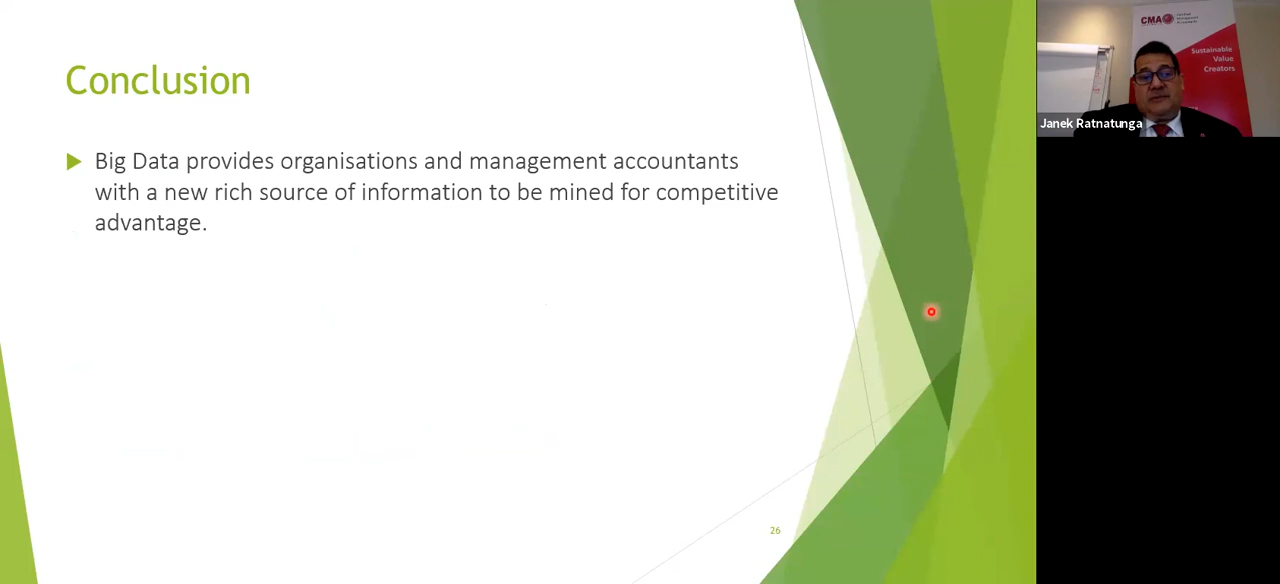 Conclusion
Big Data provides organisations and management accountants
with a new rich source of information to be mined for competitive
advantage.
26
CMA
Sustainable
Value
Creators
Janek Ratnatunga